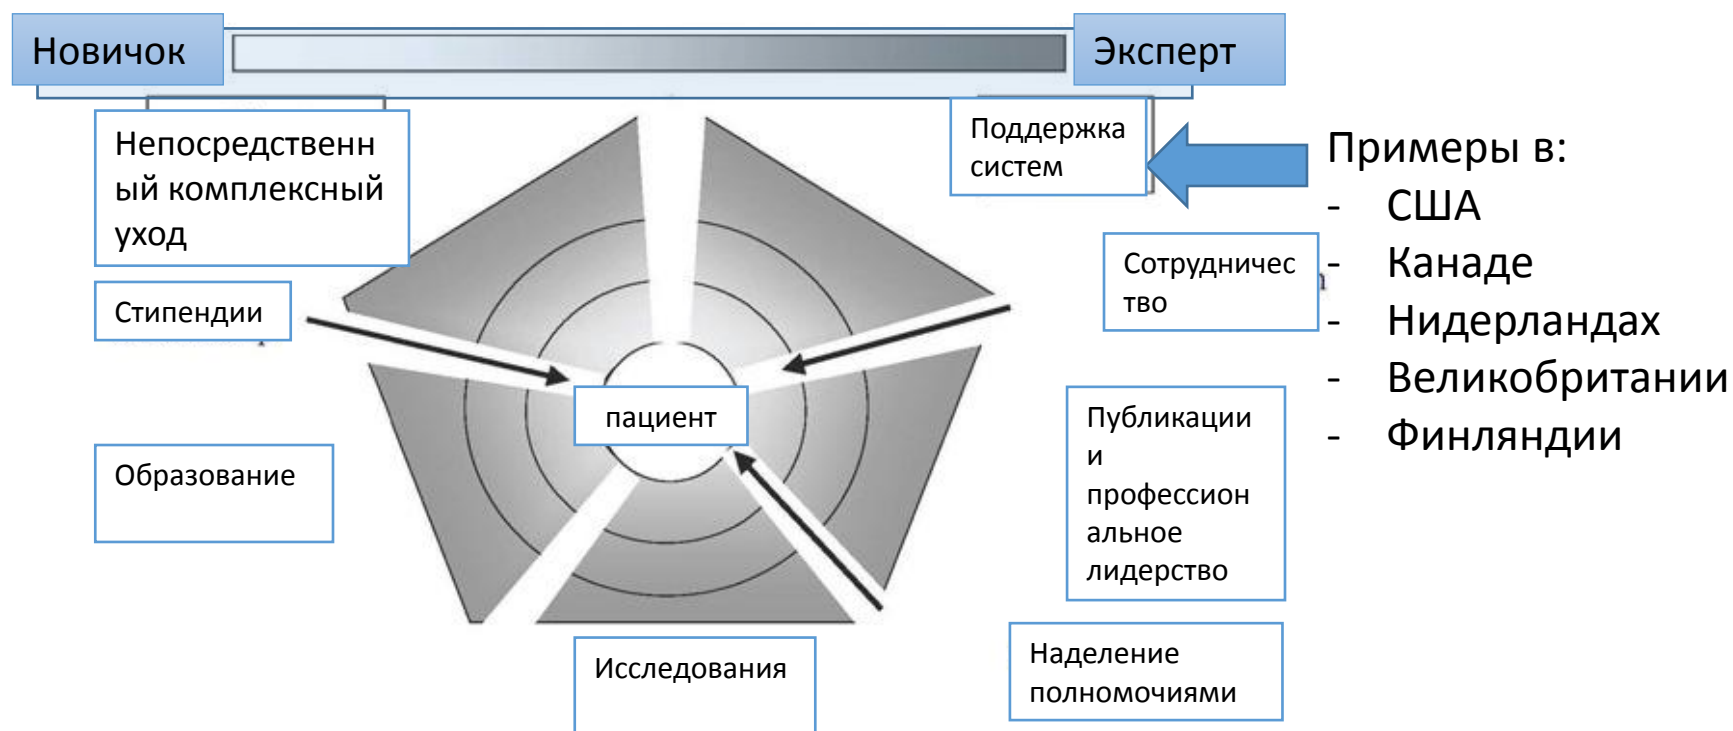 Новичок
Эксперт
Непосредственн
ый комплексный
уход
Поддержка
систем
Примеры в:
- США
- Канаде
- Нидерландах
- Великобритании
- Финляндии
Стипендии
Сотрудничес
тво
пациент
Образование
Публикации
и
профессион
альное
лидерство
Исследования
Наделение
полномочиями